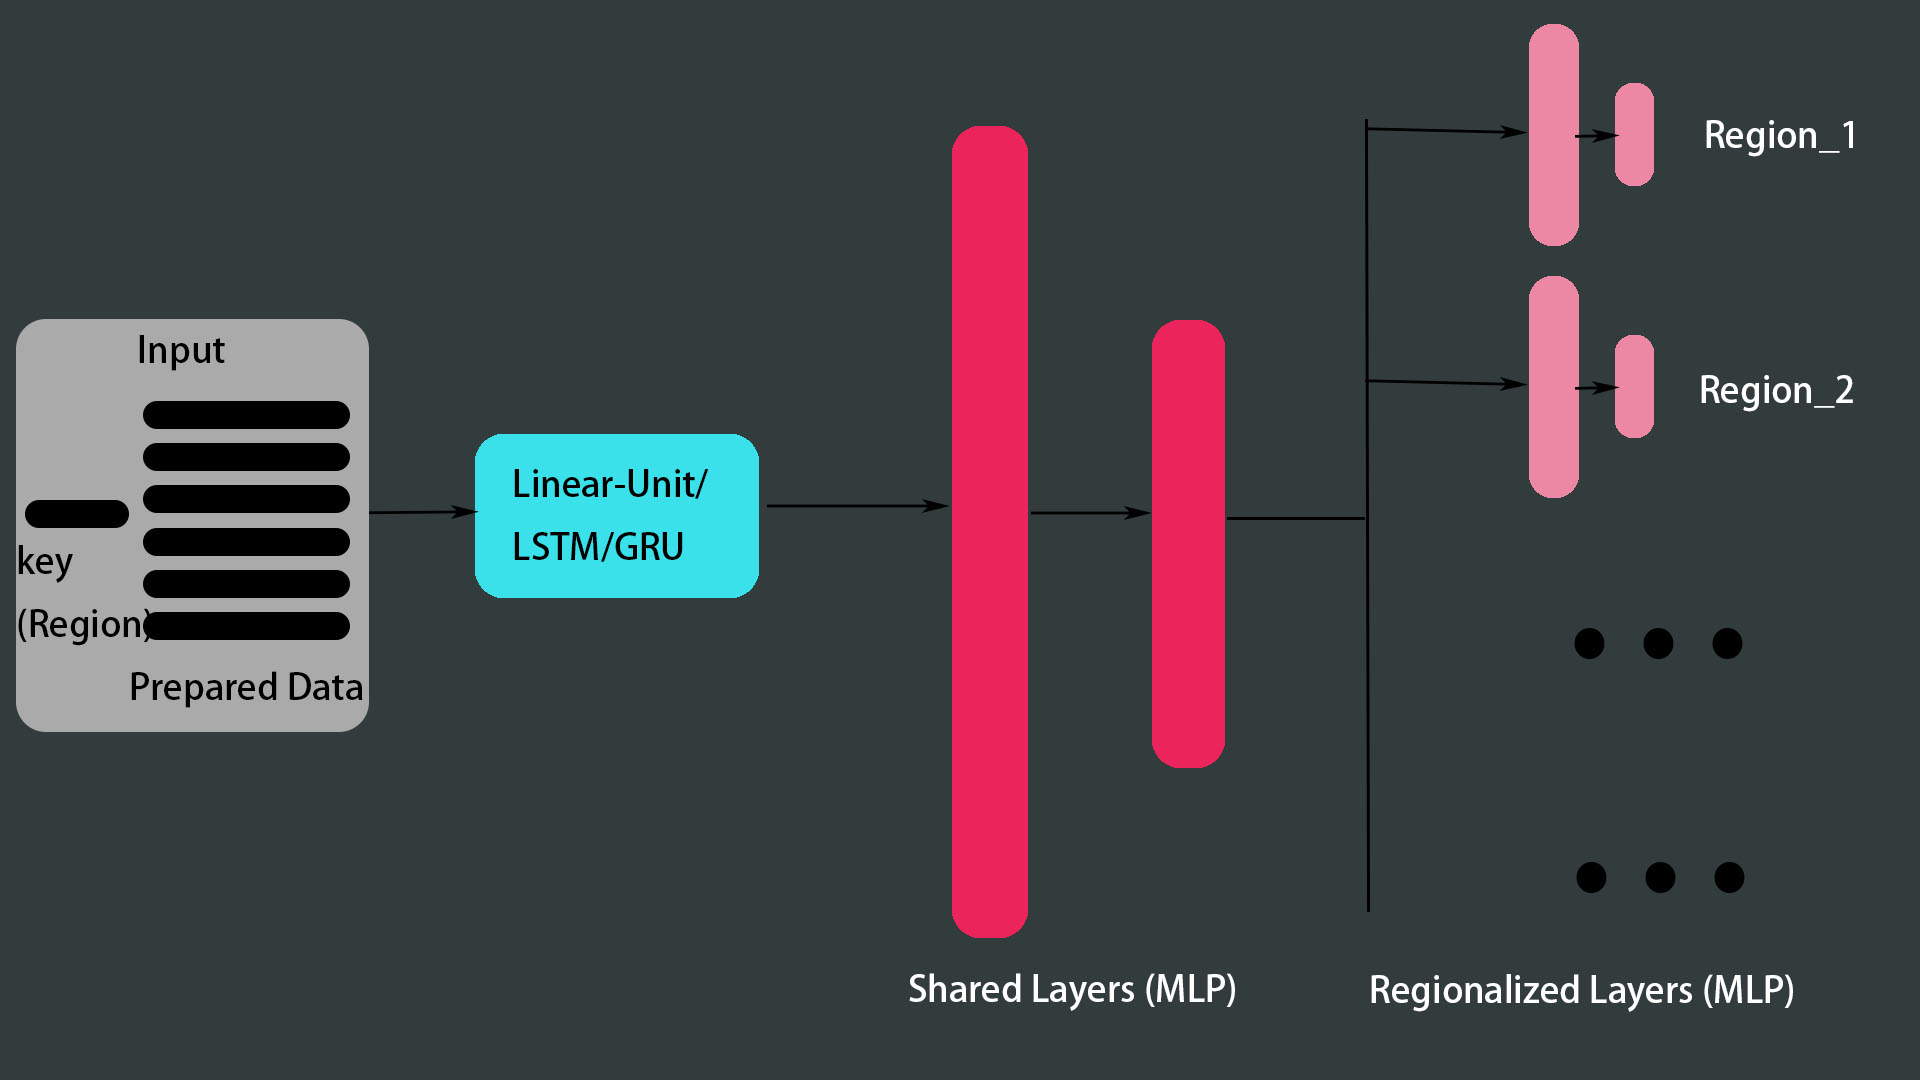 Input
key
(Region)
Prepared Data
Linear-Unit/
LSTM/GRU
Shared Layers (MLP)
Region_1
Region_2
Regionalized Layers (MLP)